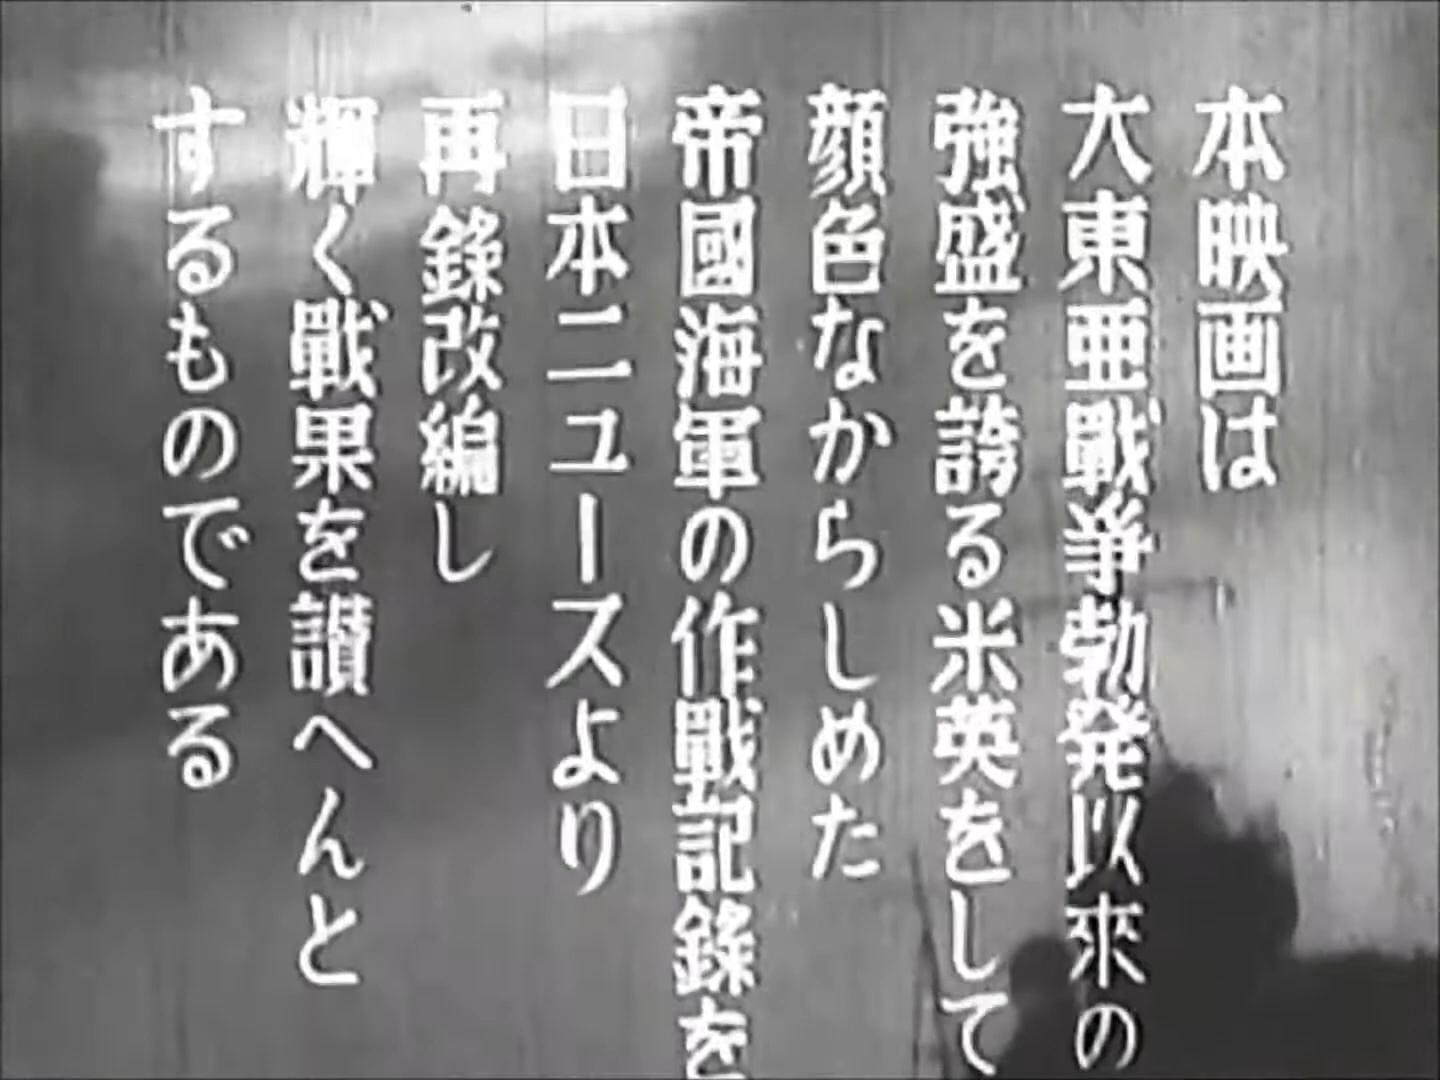 本映画は
大東亜戰爭勃発以來の
強盛を誇る米英をして
顔色なからしめた
帝國海軍の作戰記錄を
日本ニュースより
再錄改編し
輝く戰果を讃へんと
するものである